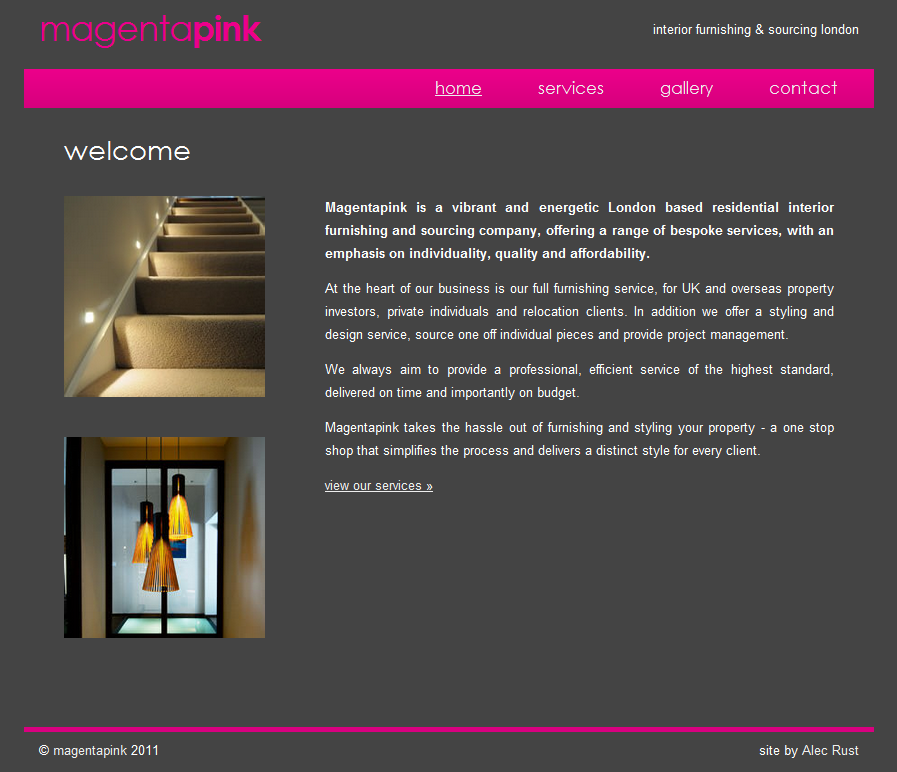 magentapink
interior furnishing & sourcing london
home services gallery contact
welcome
Magentapink is a vibrant and energetic London based residential interior
furnishing and sourcing company, offering a range of bespoke services, with an
emphasis on individuality, quality and affordability.
At the heart of our business is our full furnishing service, for UK and overseas property
investors, private individuals and relocation clients. In addition we offer a styling and
design service, source one off individual pieces and provide project management.
We always aim to provide a professional, efficient service of the highest standard,
delivered on time and importantly on budget.
Magentapink takes the hassle out of furnishing and styling your property - a one stop
shop that simplifies the process and delivers a distinct style for every client.
view our services »
© magentapink 2011
site by Alec Rust